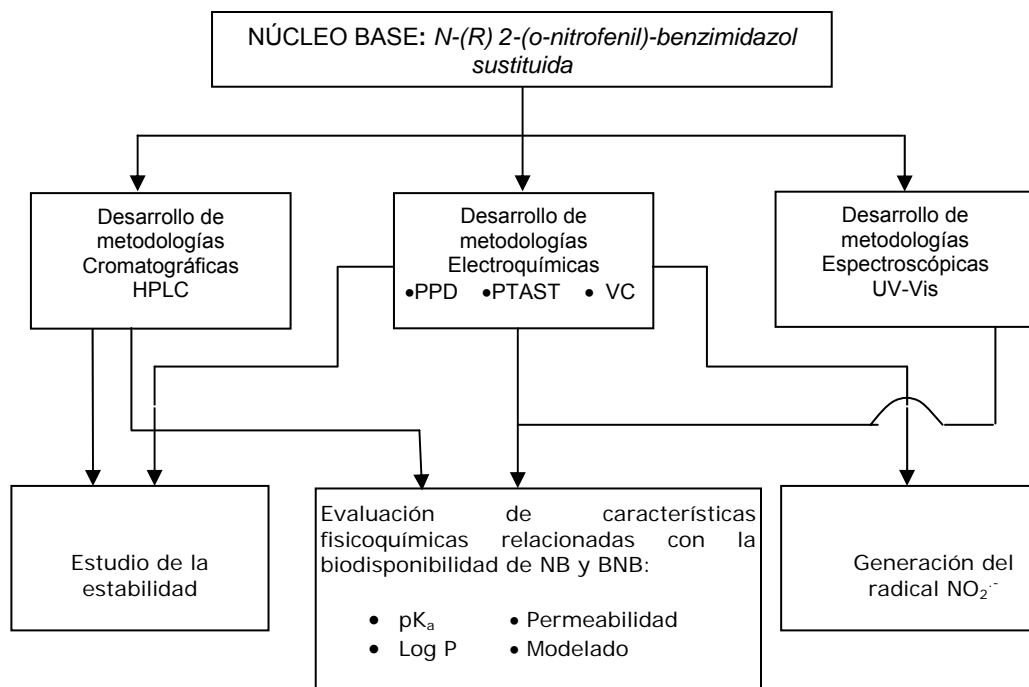 NÚCLEO BASE: N-(R) 2-(o-nitrofenil)-benzimidazol
sustituida
Desarrollo de
metodologías
Cromatográficas
HPLC
Desarrollo de
metodologías
Electroquímicas
•PPD •PTAST • VC
Desarrollo de
metodologías
Espectroscópicas
UV-Vis
Estudio de la
estabilidad
Evaluación de características
fisicoquímicas relacionadas con la
biodisponibilidad de NB y BNB:
• pKₐ • Permeabilidad
• Log P • Modelado
Generación del
radical NO₂·⁻